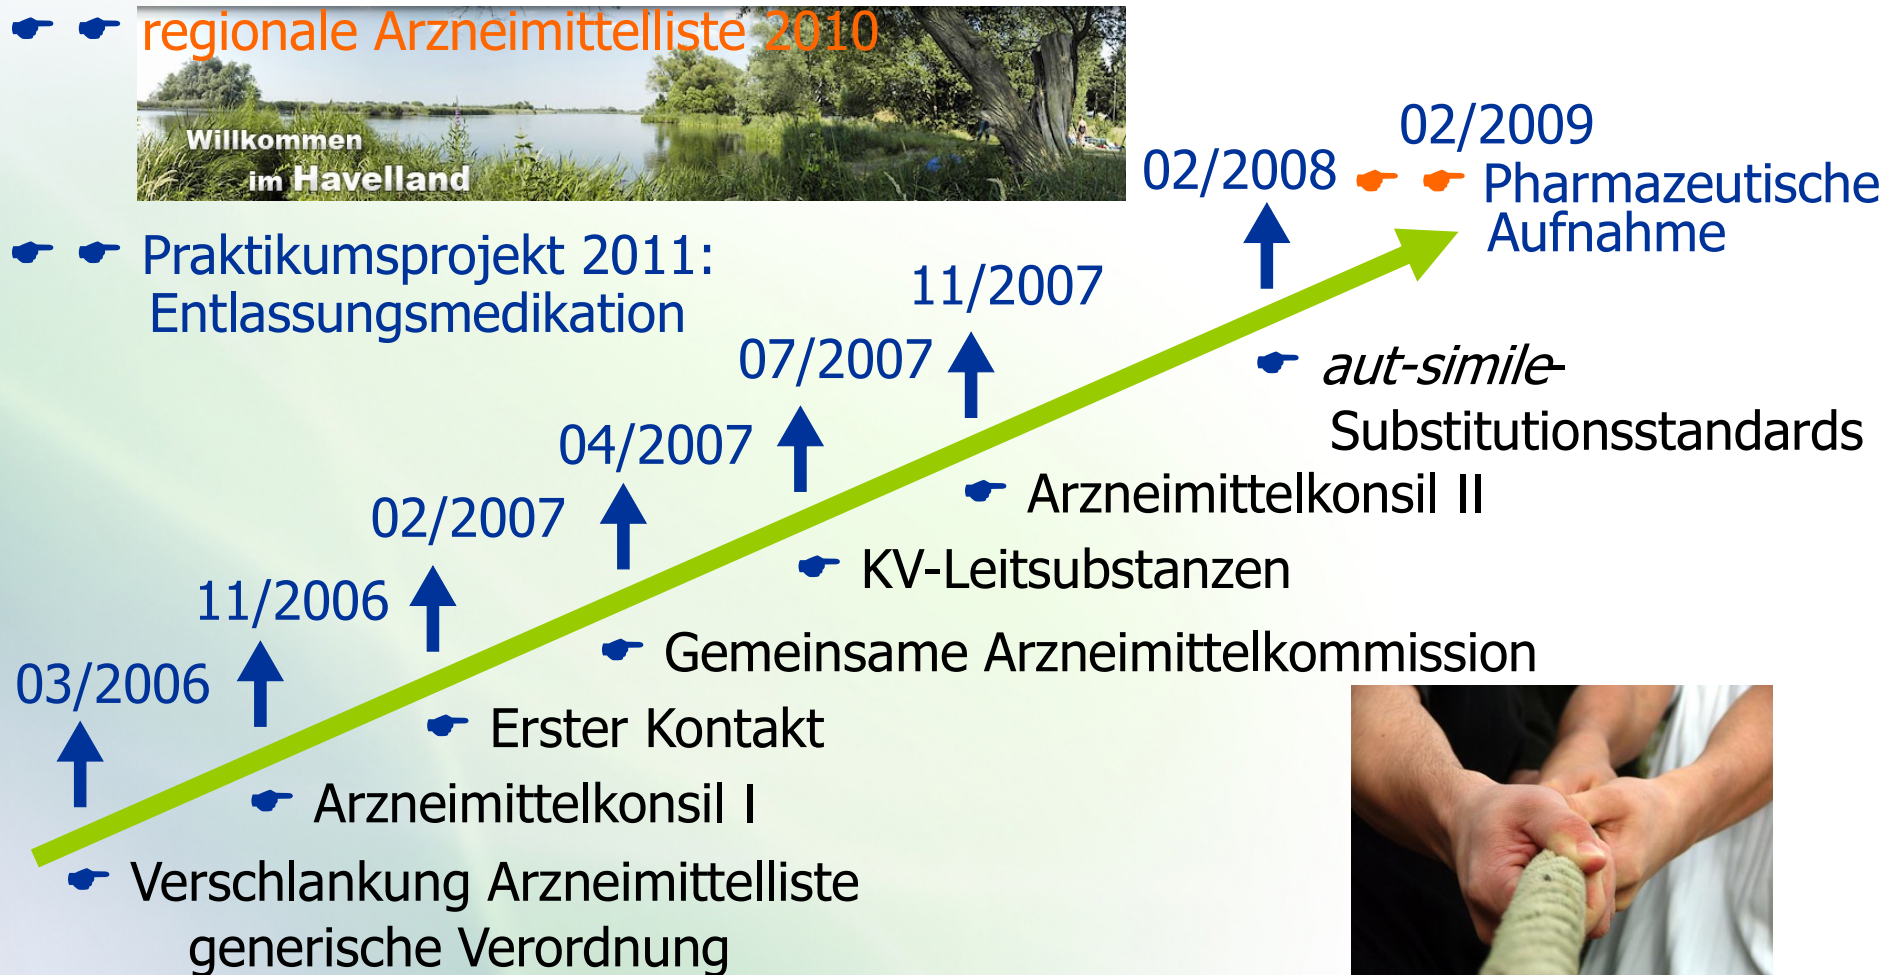 regionale Arzneimittelliste 2010
Willkommen
im Havelland
02/2009
02/2008
Pharmazeutische
Aufnahme
Praktikumsprojekt 2011:
Entlassungsmedikation
11/2007
07/2007
aut-simile-
Substitutionsstandards
04/2007
Arzneimittelkonsil II
02/2007
KV-Leitsubstanzen
11/2006
Gemeinsame Arzneimittelkommission
03/2006
Erster Kontakt
Arzneimittelkonsil I
Verschlankung Arzneimittelliste
generische Verordnung